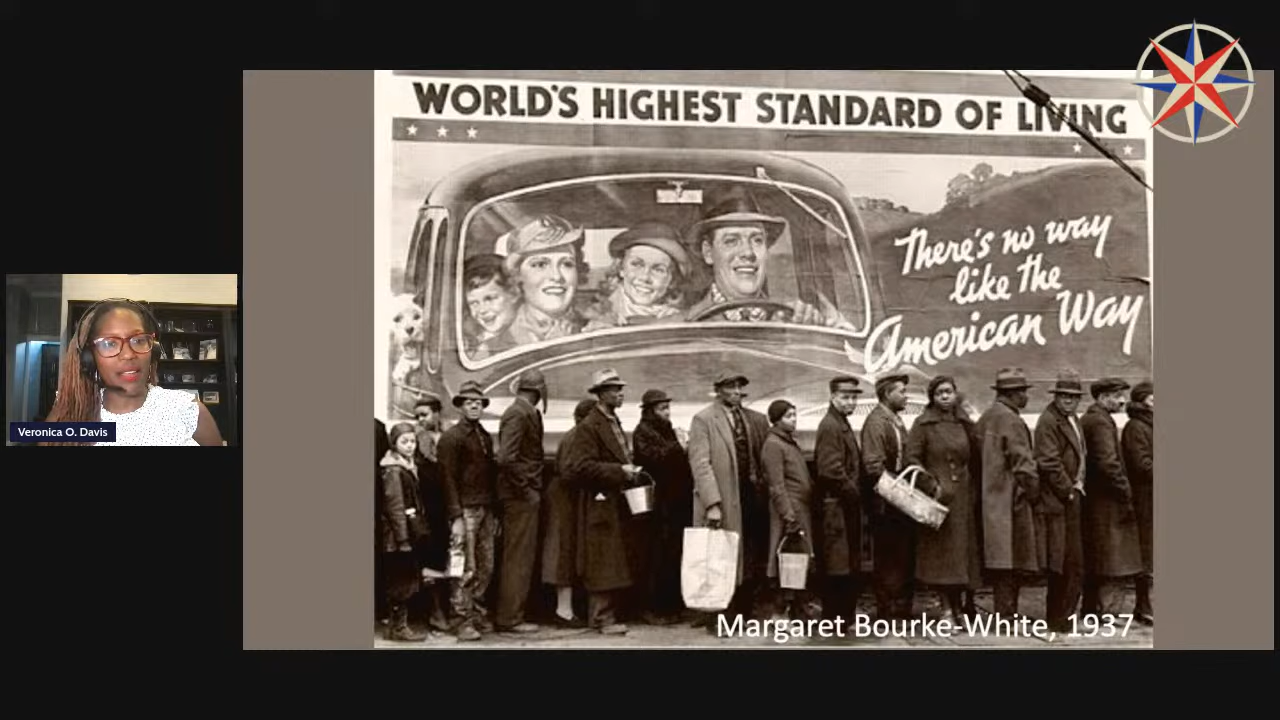 WORLD'S HIGHEST STANDARD OF LIVING
There's no way
like the
American Way
Veronica O. Davis
Margaret Bourke-White, 1937